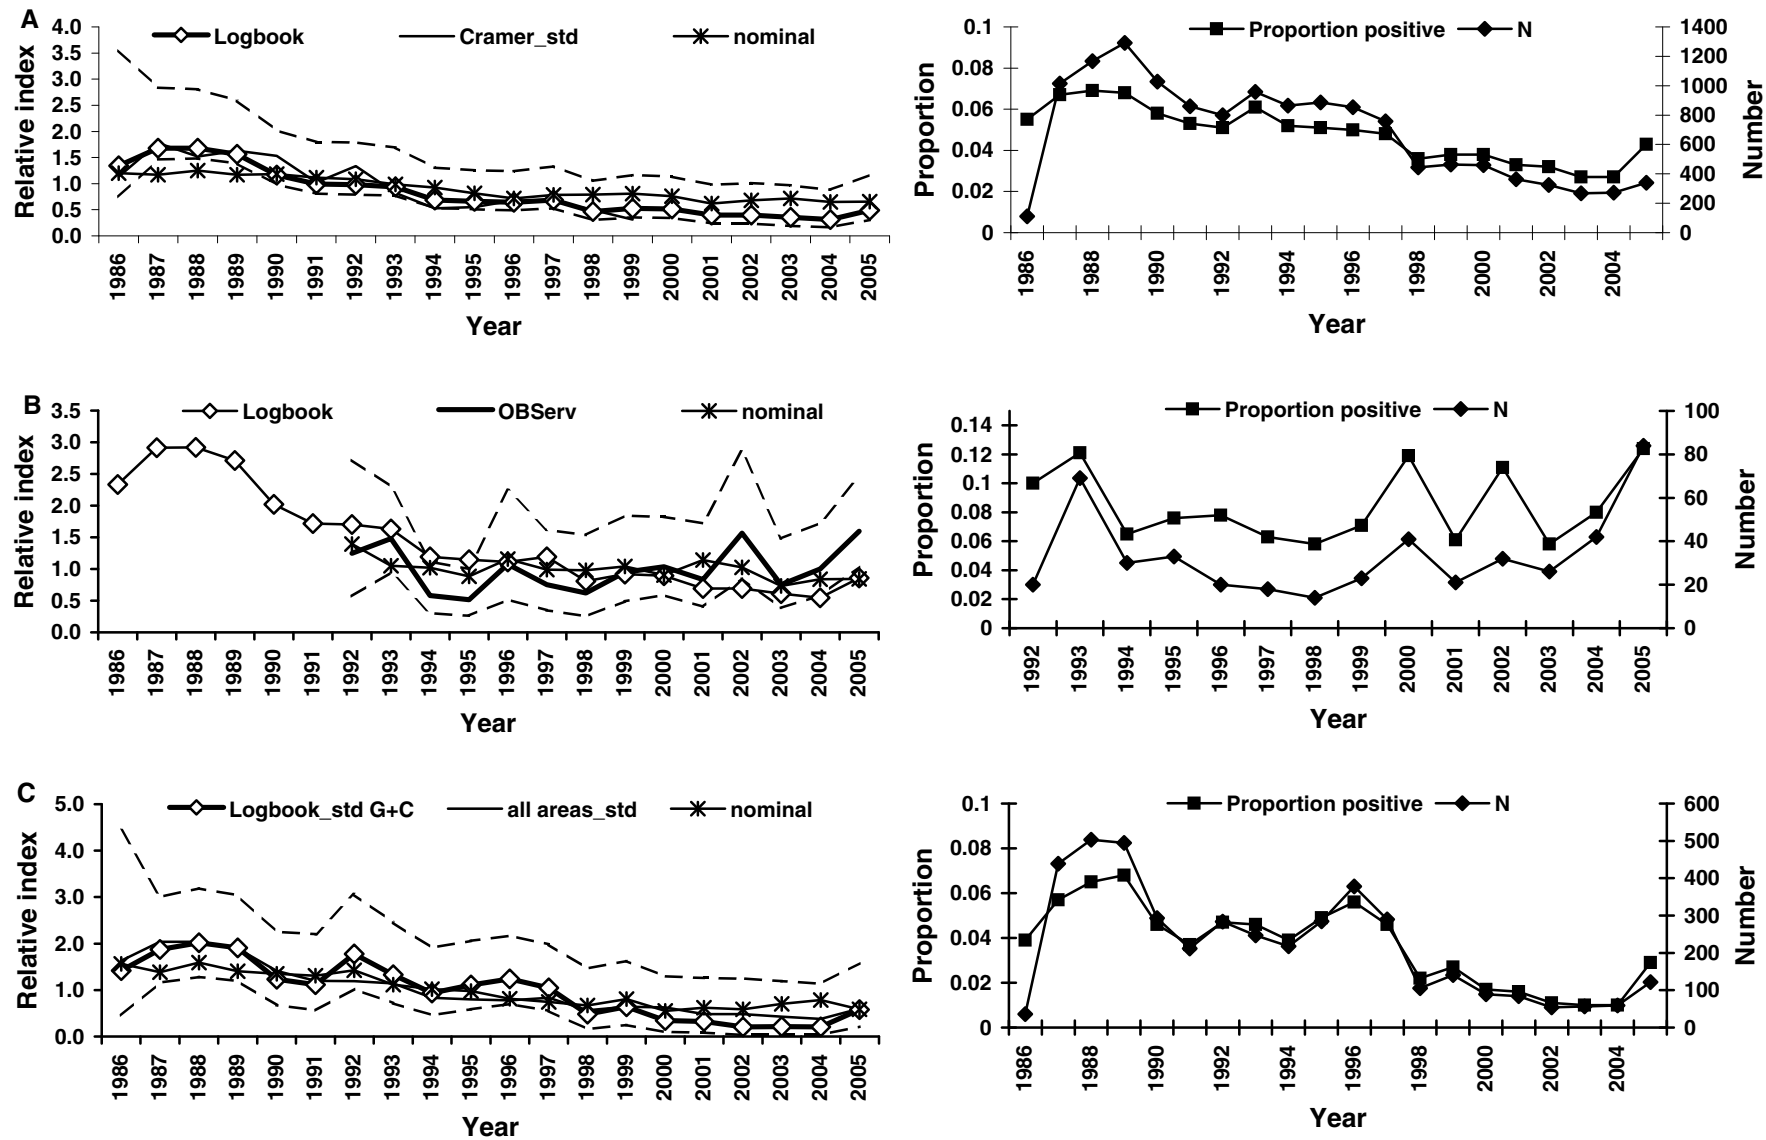 A
Logbook Cramer_std nominal
4.0
3.5
3.0
2.5
2.0
1.5
1.0
0.5
0.0
Relative index
1986 1987 1988 1989 1990 1991 1992 1993 1994 1995 1996 1997 1998 1999 2000 2001 2002 2003 2004 2005
Year
Proportion positive N
0.1
0.08
0.06
0.04
0.02
0
Proportion
1400
1200
1000
800
600
400
200
0
Number
1986 1988 1990 1992 1994 1996 1998 2000 2002 2004
Year
B
Logbook OBServ nominal
3.5
3.0
2.5
2.0
1.5
1.0
0.5
0.0
Relative index
1986 1987 1988 1989 1990 1991 1992 1993 1994 1995 1996 1997 1998 1999 2000 2001 2002 2003 2004 2005
Year
Proportion positive N
0.14
0.12
0.1
0.08
0.06
0.04
0.02
0
Proportion
100
80
60
40
20
0
Number
1992 1993 1994 1995 1996 1997 1998 1999 2000 2001 2002 2003 2004 2005
Year
C
Logbook_std G+C all areas_std nominal
5.0
4.0
3.0
2.0
1.0
0.0
Relative index
1986 1987 1988 1989 1990 1991 1992 1993 1994 1995 1996 1997 1998 1999 2000 2001 2002 2003 2004 2005
Year
Proportion positive N
0.1
0.08
0.06
0.04
0.02
0
Proportion
600
500
400
300
200
100
0
Number
1986 1988 1990 1992 1994 1996 1998 2000 2002 2004
Year